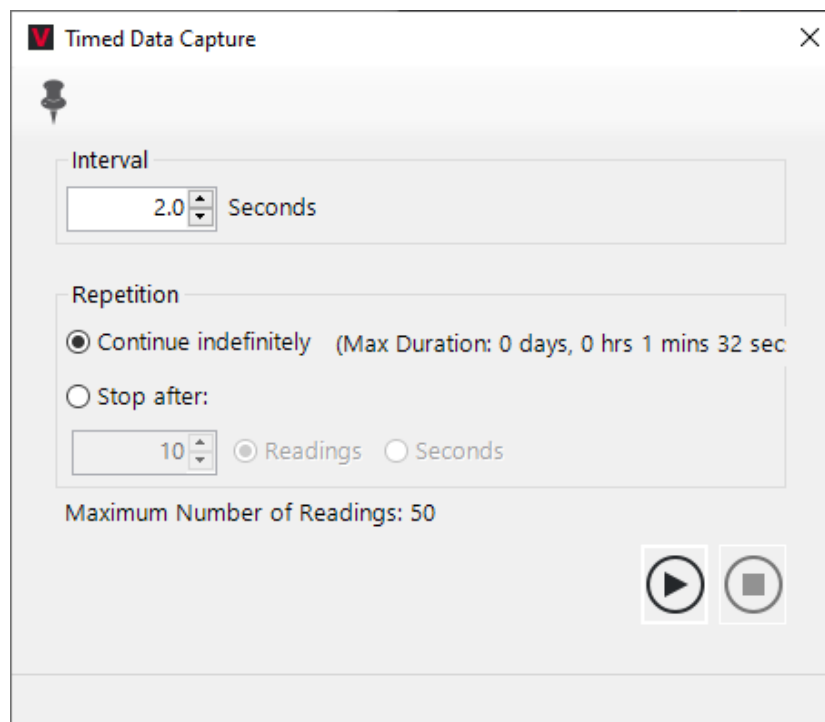 V Timed Data Capture
Interval
2.0 Seconds
Repetition
Continue indefinitely (Max Duration: 0 days, 0 hrs 1 mins 32 sec
Stop after:
10 Readings Seconds
Maximum Number of Readings: 50